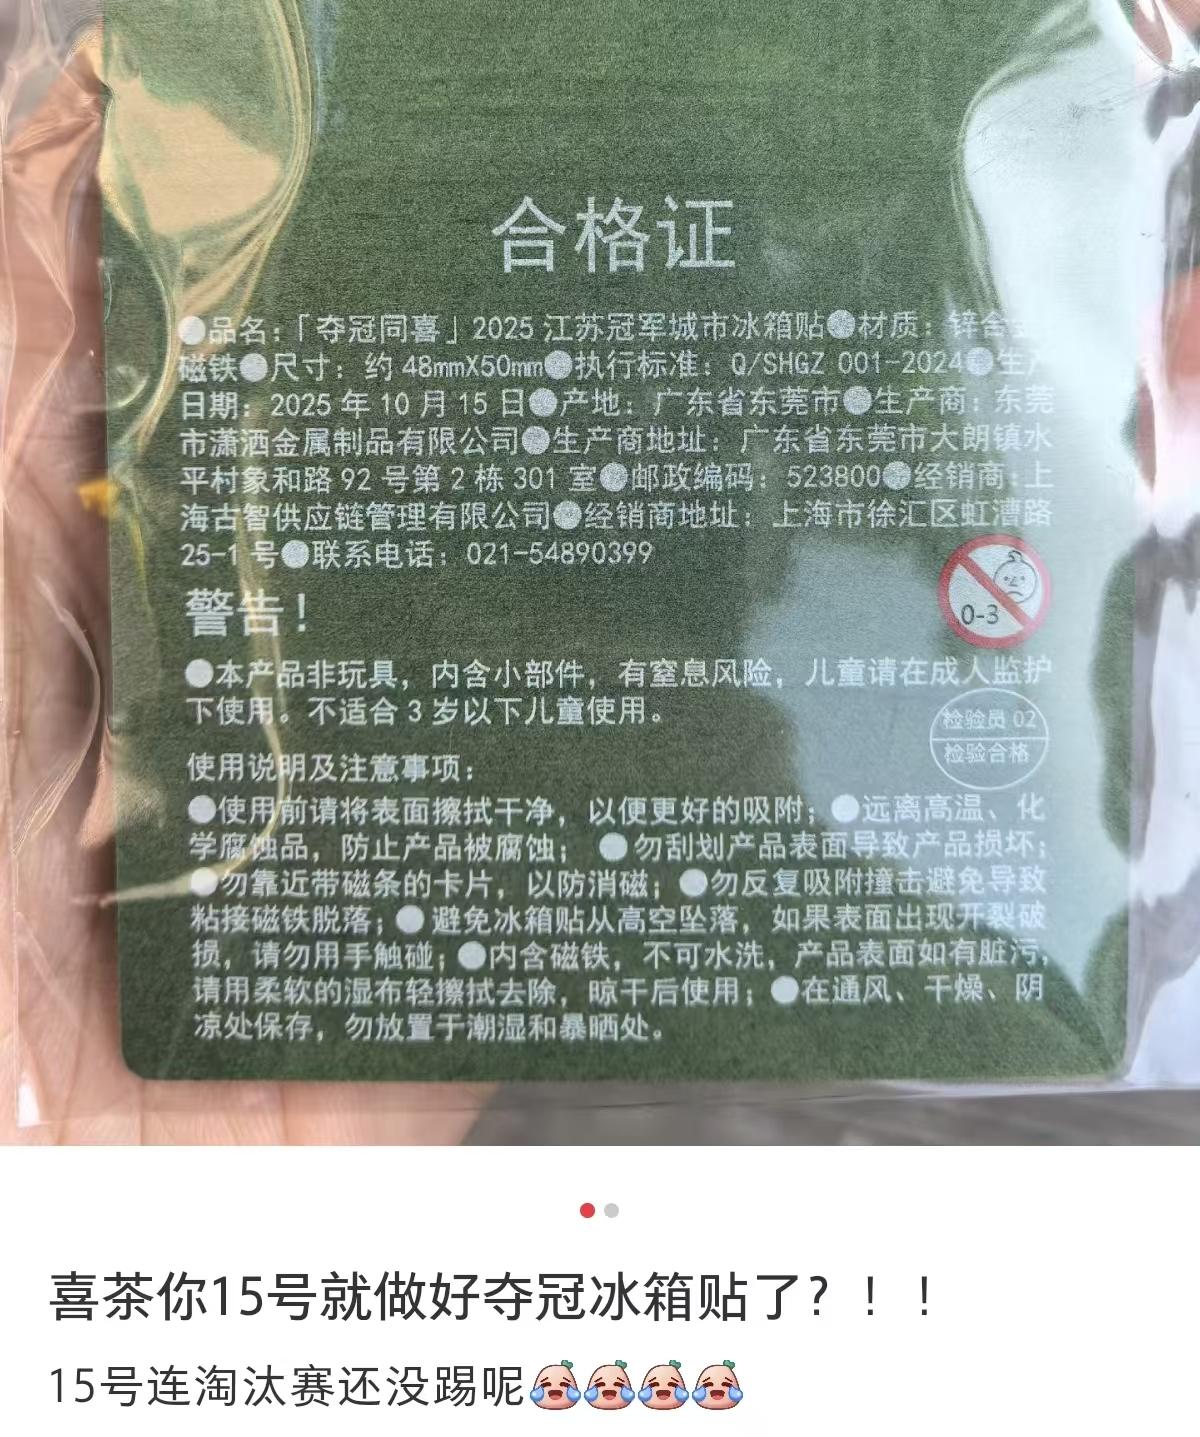 合格证
●品名：「夺冠同喜」2025 江苏冠军城市冰箱贴●材质：锌合金
磁铁●尺寸：约 48mmX50mm●执行标准：Q/SHGZ 001-2024●生产
日期：2025 年 10 月 15 日●产地：广东省东莞市●生产商：东莞
市潇洒金属制品有限公司●生产商地址：广东省东莞市大朗镇水
平村象和路 92 号第 2 栋 301 室●邮政编码：523800●经销商：上
海古智供应链管理有限公司●经销商地址：上海市徐汇区虹漕路
25-1 号●联系电话：021-54890399
0-3
警告！
●本产品非玩具，内含小部件，有窒息风险，儿童请在成人监护
下使用。不适合 3 岁以下儿童使用。
检验员 02
检验合格
使用说明及注意事项：
●使用前请将表面擦拭干净，以便更好的吸附；●远离高温、化
学腐蚀品，防止产品被腐蚀；●勿刮划产品表面导致产品损坏；
●勿靠近带磁条的卡片，以防消磁；●勿反复吸附撞击避免导致
粘接磁铁脱落；●避免冰箱贴从高空坠落，如果表面出现开裂破
损，请勿用手触碰；●内含磁铁，不可水洗，产品表面如有脏污，
请用柔软的湿布轻擦拭去除，晾干后使用；●在通风、干燥、阴
凉处保存，勿放置于潮湿和暴晒处。
喜茶你15号就做好夺冠冰箱贴了？！！
15号连淘汰赛还没踢呢